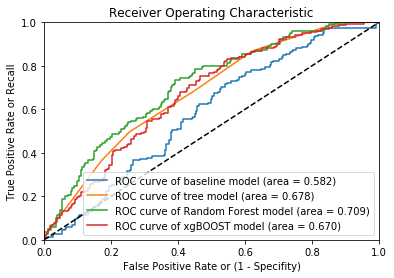 Receiver Operating Characteristic
True Positive Rate or Recall
1.0
0.8
0.6
0.4
0.2
0.0
ROC curve of baseline model (area = 0.582)
ROC curve of tree model (area = 0.678)
ROC curve of Random Forest model (area = 0.709)
ROC curve of xgBOOST model (area = 0.670)
0.0 0.2 0.4 0.6 0.8 1.0
False Positive Rate or (1 - Specifity)